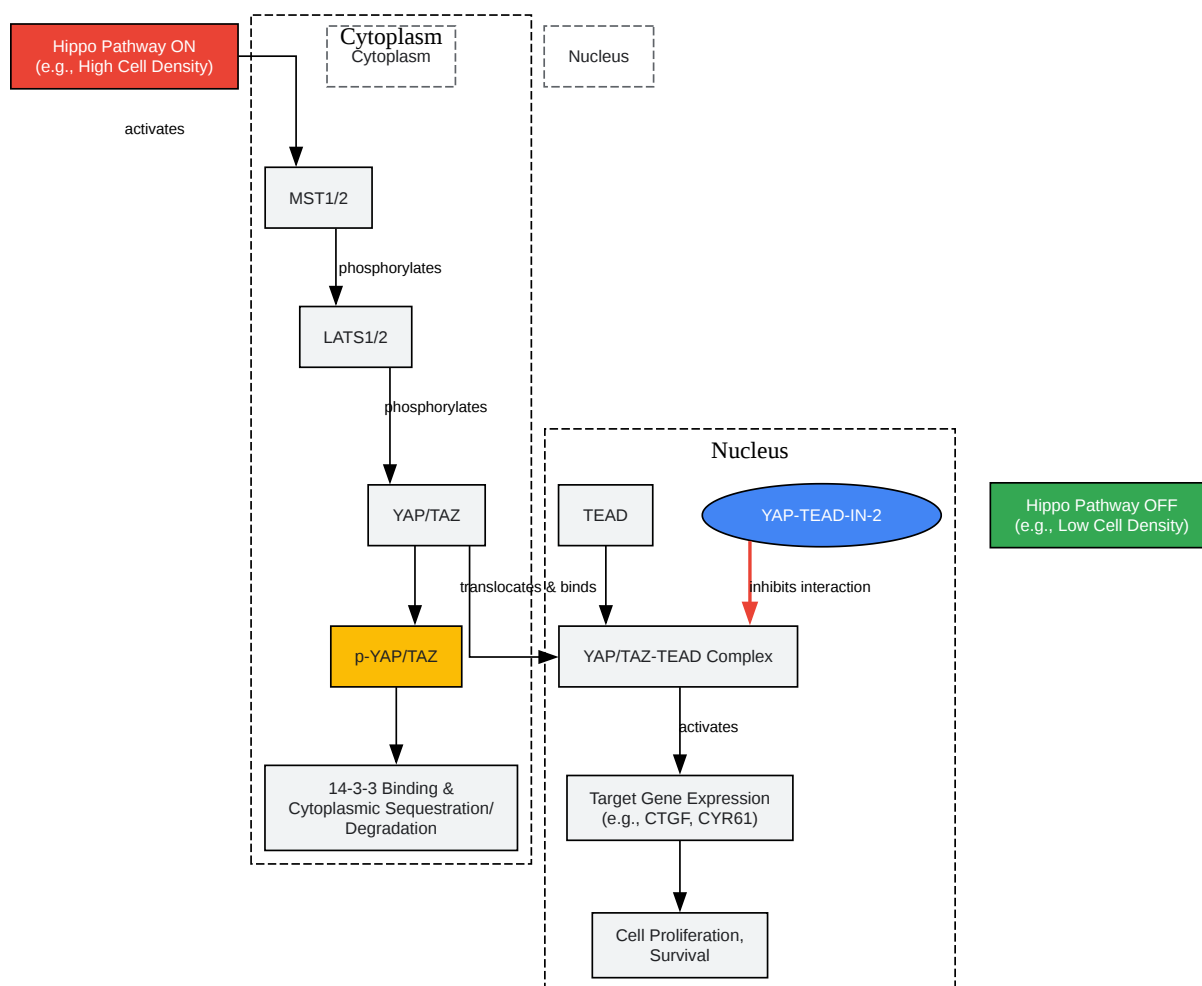 Hippo Pathway ON
(e.g., High Cell Density)
Cytoplasm
Cytoplasm
Nucleus
activates
MST1/2
phosphorylates
LATS1/2
phosphorylates
Nucleus
YAP/TAZ
TEAD
YAP-TEAD-IN-2
Hippo Pathway OFF
(e.g., Low Cell Density)
translocates & binds
inhibits interaction
p-YAP/TAZ
YAP/TAZ-TEAD Complex
activates
14-3-3 Binding &
Cytoplasmic Sequestration/
Degradation
Target Gene Expression
(e.g., CTGF, CYR61)
Cell Proliferation,
Survival